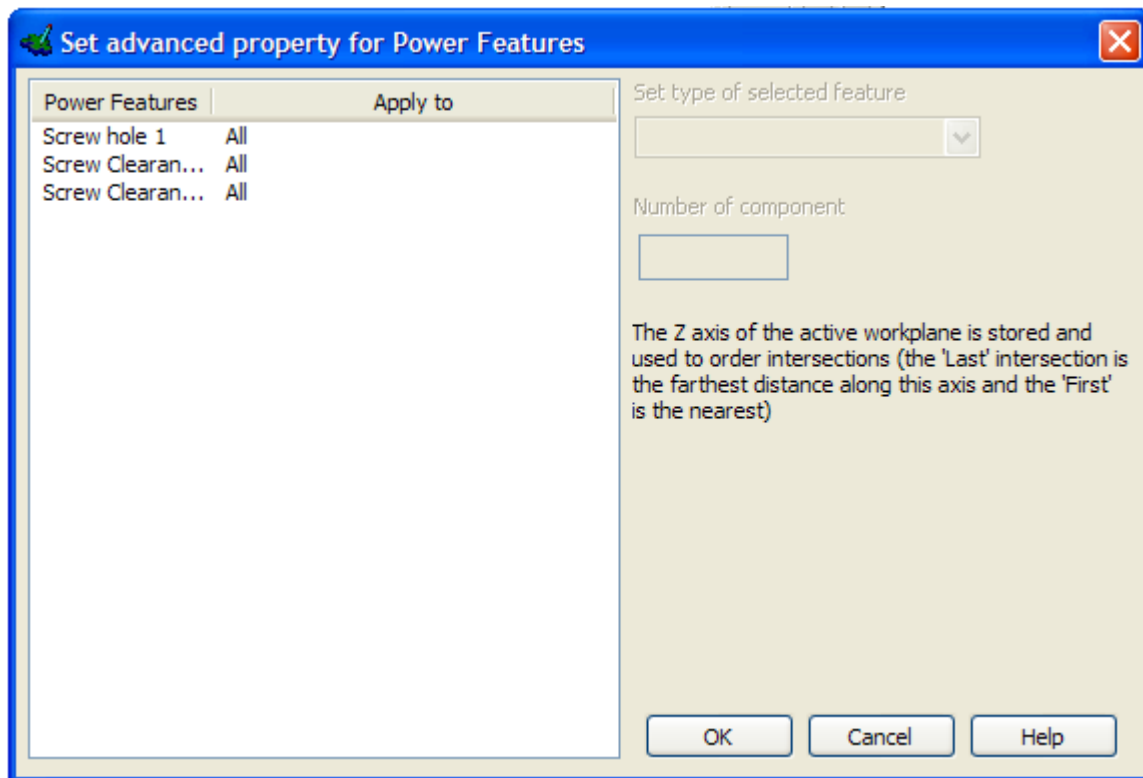 Set advanced property for Power Features
Power Features Apply to
Screw hole 1 All
Screw Clearan... All
Screw Clearan... All
Set type of selected feature
Number of component
The Z axis of the active workplane is stored and
used to order intersections (the 'Last' intersection is
the farthest distance along this axis and the 'First'
is the nearest)
OK Cancel Help